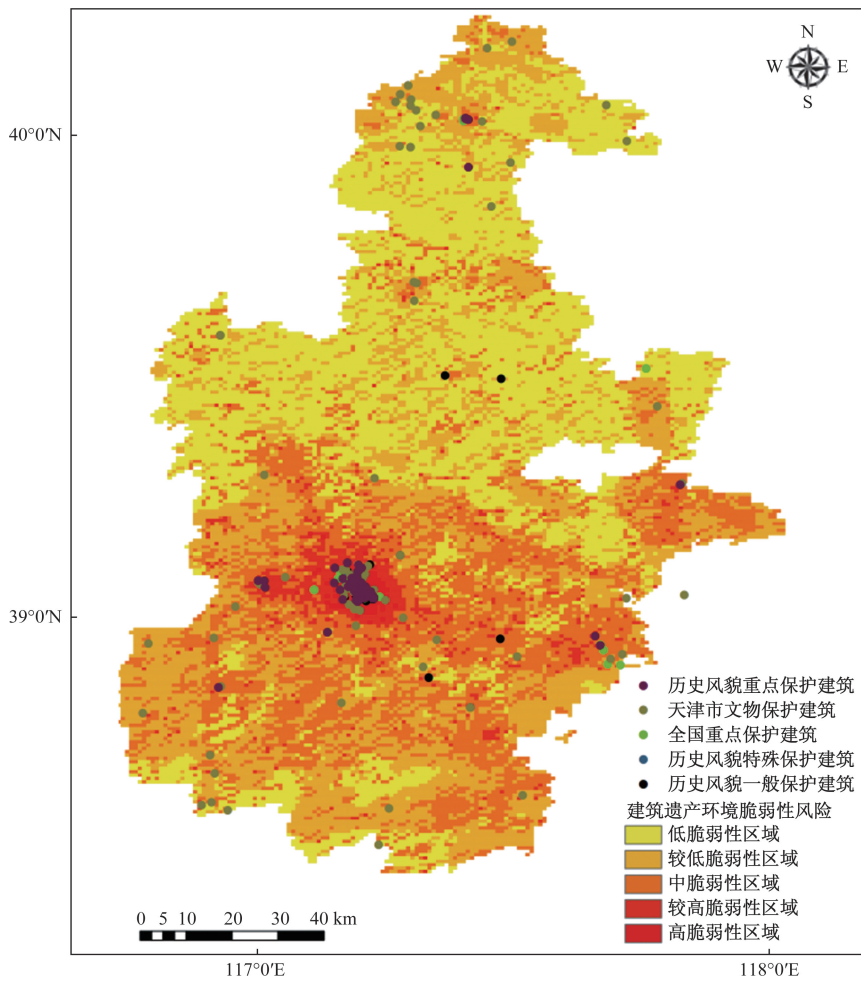 N
W E
S
40°0′N
39°0′N
历史风貌重点保护建筑
天津市文物保护建筑
全国重点保护建筑
历史风貌特殊保护建筑
历史风貌一般保护建筑
建筑遗产环境脆弱性风险
低脆弱性区域
较低脆弱性区域
中脆弱性区域
较高脆弱性区域
高脆弱性区域
0 5 10 20 30 40 km
117°0′E 118°0′E